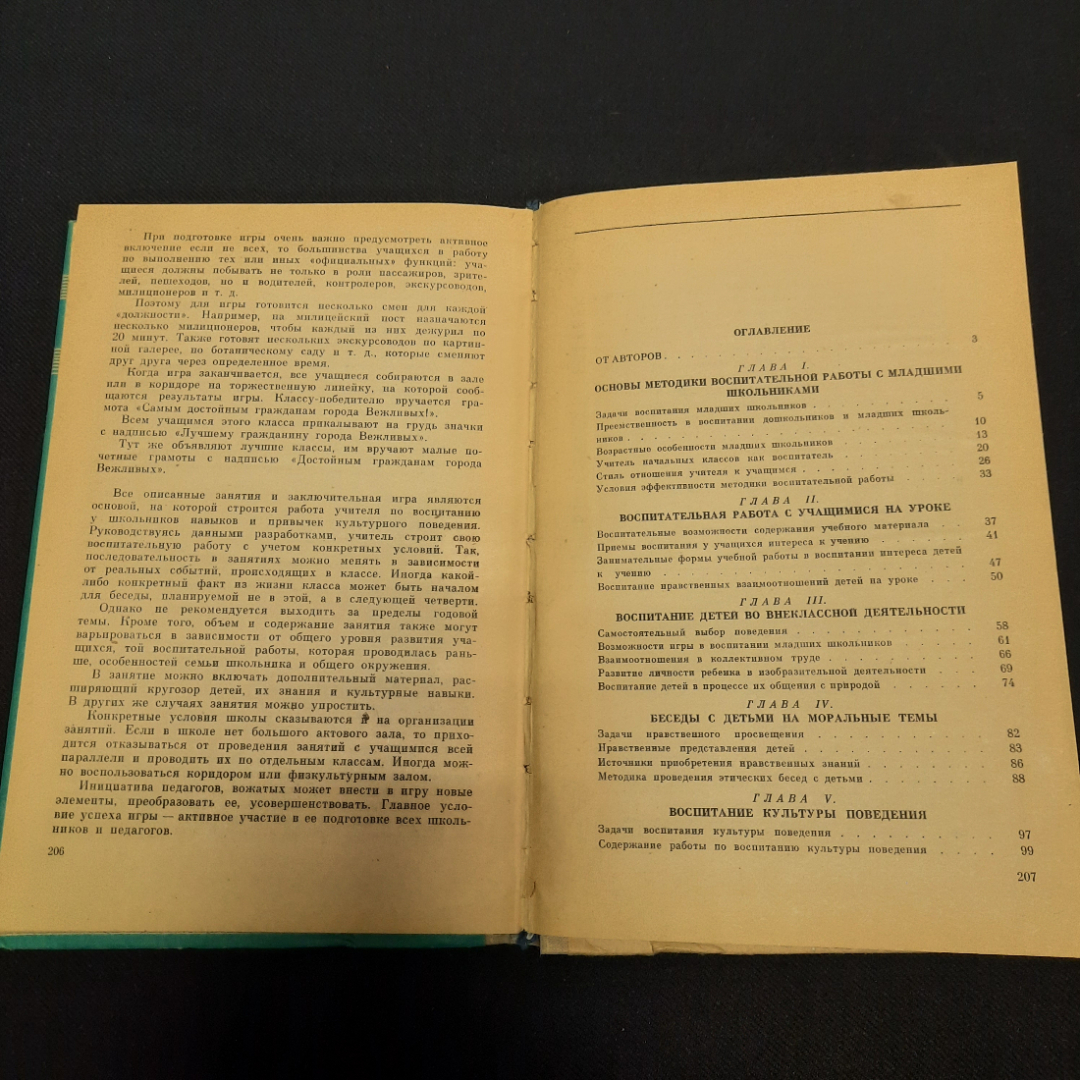 При подготовке игры очень важно предусмотреть активное
включение если не всех, то большинства учащихся в работу
по выполнению тех или иных «официальных» функций: уча-
щиеся должны побывать не только в роли пассажиров, зрите-
лей, пешеходов, но и водителей, контролеров, экскурсоводов,
милиционеров и т. д.
Поэтому для игры готовится несколько смен для каждой
«должности». Например, на милицейский пост назначаются
несколько милиционеров, чтобы каждый из них дежурил по
20 минут. Также готовят нескольких экскурсоводов по картин-
ной галерее, по ботаническому саду и т. д., которые сменяют
друг друга через определенное время.
Когда игра заканчивается, все учащиеся собираются в зале
или в коридоре на торжественную линейку, на которой сооб-
щаются результаты игры. Классу-победителю вручается гра-
мота «Самым достойным гражданам города Вежливых!».
Всем учащимся этого класса прикалывают на грудь значки
с надписью «Лучшему гражданину города Вежливых».
Тут же объявляют лучшие классы, им вручают малые по-
четные грамоты с надписью «Достойным гражданам города
Вежливых».
Все описанные занятия и заключительная игра являются
основой, на которой строится работа учителя по воспитанию
у школьников навыков и привычек культурного поведения.
Руководствуясь данными разработками, учитель строит свою
воспитательную работу с учетом конкретных условий. Так,
последовательность в занятиях можно менять в зависимости
от реальных событий, происходящих в классе. Иногда какой-
либо конкретный факт из жизни класса может быть началом
для беседы, планируемой не в этой, а в следующей четверти.
Однако не рекомендуется выходить за пределы годовой
темы. Кроме того, объем и содержание занятия также могут
варьироваться в зависимости от общего уровня развития уча-
щихся, той воспитательной работы, которая проводилась рань-
ше, особенностей семьи школьника и общего окружения.
В занятие можно включать дополнительный материал, рас-
ширяющий кругозор детей, их знания и культурные навыки.
В других же случаях занятия можно упростить.
Конкретные условия школы сказываются и на организации
занятий. Если в школе нет большого актового зала, то прихо-
дится отказываться от проведения занятий с учащимся всей
параллели и проводить их по отдельным классам. Иногда мож-
но воспользоваться коридором или физкультурным залом.
Инициатива педагогов, вожатых может внести в игру новые
элементы, преобразовать ее, усовершенствовать. Главное усло-
вие успеха игры — активное участие в ее подготовке всех школь-
ников и педагогов.
206
ОГЛАВЛЕНИЕ
ОТ АВТОРОВ . . . . . . . . . . . . . . . . 3
ГЛАВА I.
ОСНОВЫ МЕТОДИКИ ВОСПИТАТЕЛЬНОЙ РАБОТЫ С МЛАДШИМИ
ШКОЛЬНИКАМИ
Задачи воспитания младших школьников . . . . . . . . 5
Преемственность в воспитании дошкольников и младших школь-
ников . . . . . . . . . . . . . . . . . . 10
Возрастные особенности младших школьников . . . . . . 13
Учитель начальных классов как воспитатель . . . . . . 20
Стиль отношения учителя к учащимся . . . . . . . . 26
Условия эффективности методики воспитательной работы . . . 33
ГЛАВА II.
ВОСПИТАТЕЛЬНАЯ РАБОТА С УЧАЩИМИСЯ НА УРОКЕ
Воспитательные возможности содержания учебного материала . . 37
Приемы воспитания у учащихся интереса к учению . . . . . 41
Занимательные формы учебной работы в воспитании интереса детей
к учению . . . . . . . . . . . . . . . . . 47
Воспитание нравственных взаимоотношений детей на уроке . . . 50
ГЛАВА III.
ВОСПИТАНИЕ ДЕТЕЙ ВО ВНЕКЛАССНОЙ ДЕЯТЕЛЬНОСТИ
Самостоятельный выбор поведения . . . . . . . . . . 58
Возможности игры в воспитании младших школьников . . . . 61
Взаимоотношения в коллективном труде . . . . . . . . 66
Развитие личности ребенка в изобразительной деятельности . . . 69
Воспитание детей в процессе их общения с природой . . . . . 74
ГЛАВА IV.
БЕСЕДЫ С ДЕТЬМИ НА МОРАЛЬНЫЕ ТЕМЫ
Задачи нравственного просвещения . . . . . . . . . . 82
Нравственные представления детей . . . . . . . . . . 83
Источники приобретения нравственных знаний . . . . . . 86
Методика проведения этических бесед с детьми . . . . . . 88
ГЛАВА V.
ВОСПИТАНИЕ КУЛЬТУРЫ ПОВЕДЕНИЯ
Задачи воспитания культуры поведения . . . . . . . . 97
Содержание работы по воспитанию культуры поведения . . . . 99
207